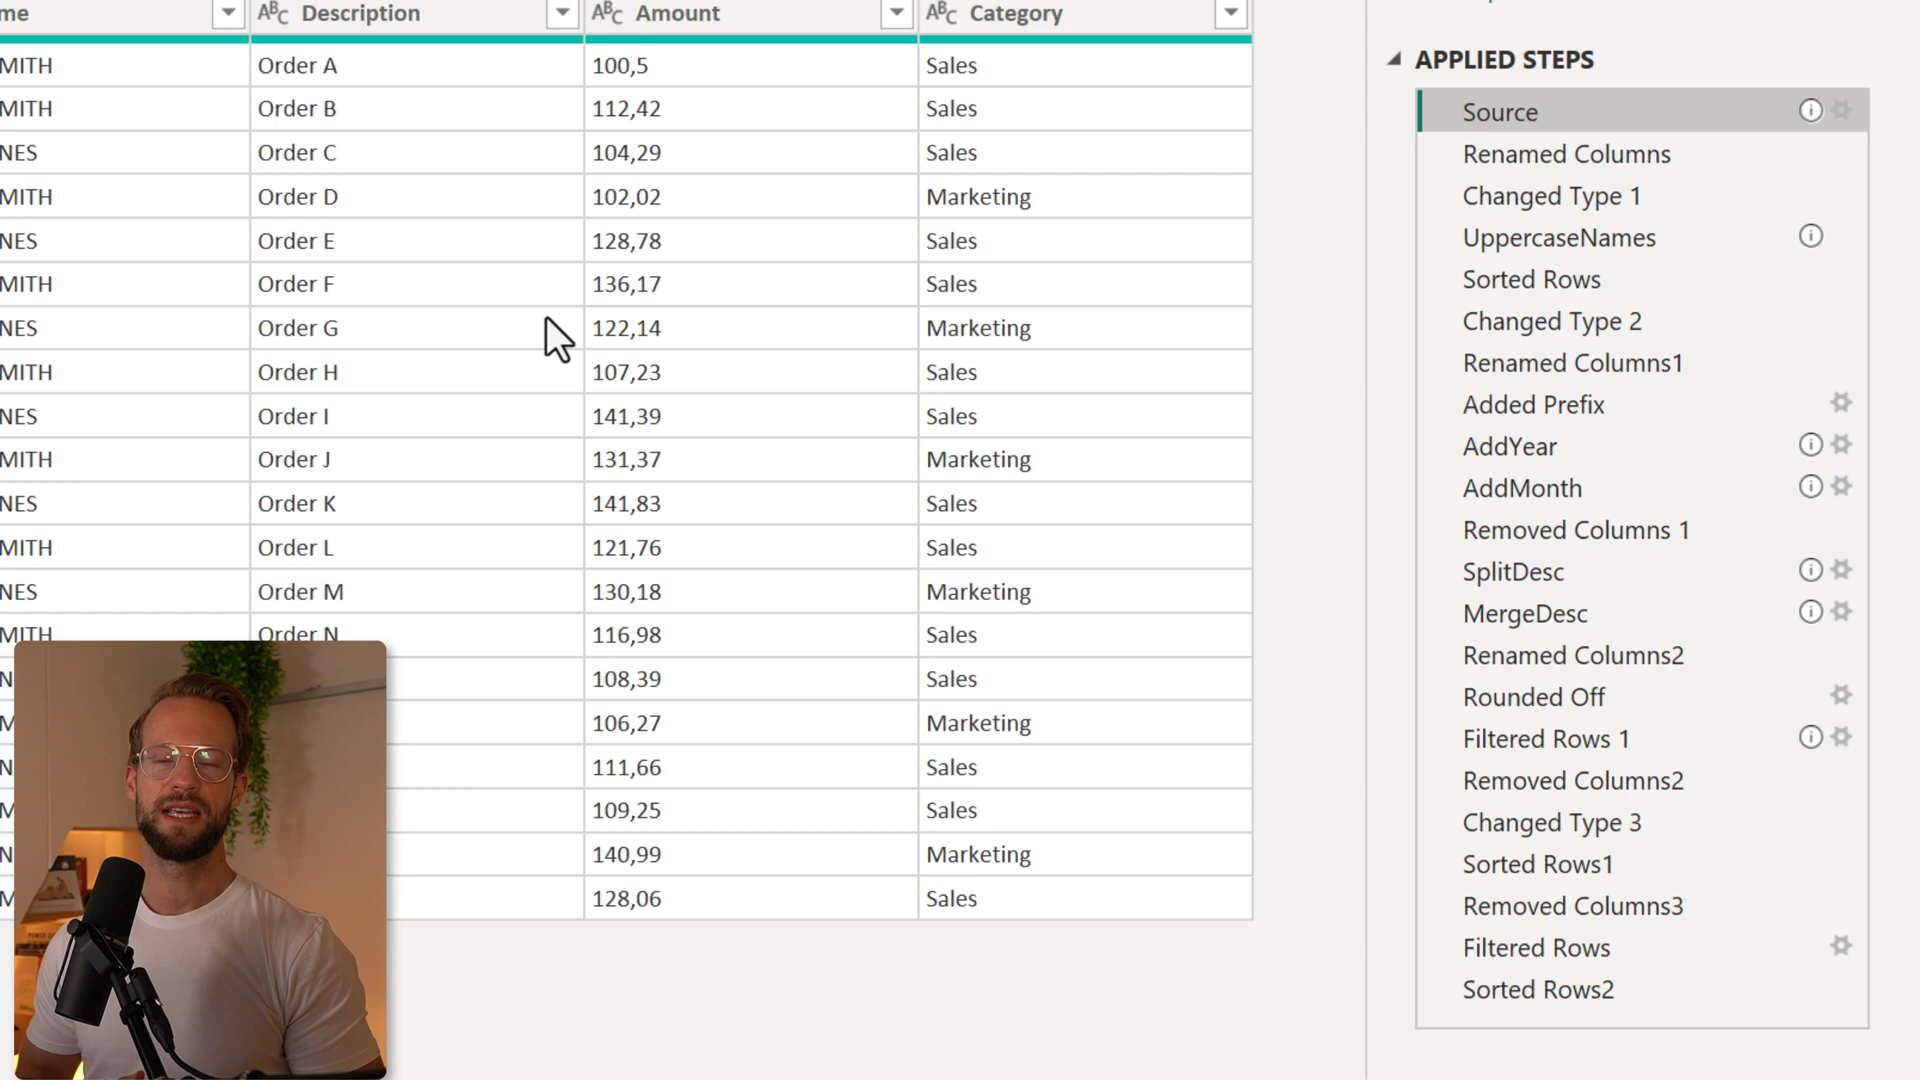 me ABC Description ABC Amount ABC Category
MITH Order A 100,5 Sales
MITH Order B 112,42 Sales
NES Order C 104,29 Sales
MITH Order D 102,02 Marketing
NES Order E 128,78 Sales
MITH Order F 136,17 Sales
NES Order G 122,14 Marketing
MITH Order H 107,23 Sales
NES Order I 141,39 Sales
MITH Order J 131,37 Marketing
NES Order K 141,83 Sales
MITH Order L 121,76 Sales
NES Order M 130,18 Marketing
MITH Order N 116,98 Sales
N 108,39 Sales
M 106,27 Marketing
N 111,66 Sales
M 109,25 Sales
N 140,99 Marketing
M 128,06 Sales
APPLIED STEPS
Source
Renamed Columns
Changed Type 1
UppercaseNames
Sorted Rows
Changed Type 2
Renamed Columns1
Added Prefix
AddYear
AddMonth
Removed Columns 1
SplitDesc
MergeDesc
Renamed Columns2
Rounded Off
Filtered Rows 1
Removed Columns2
Changed Type 3
Sorted Rows1
Removed Columns3
Filtered Rows
Sorted Rows2